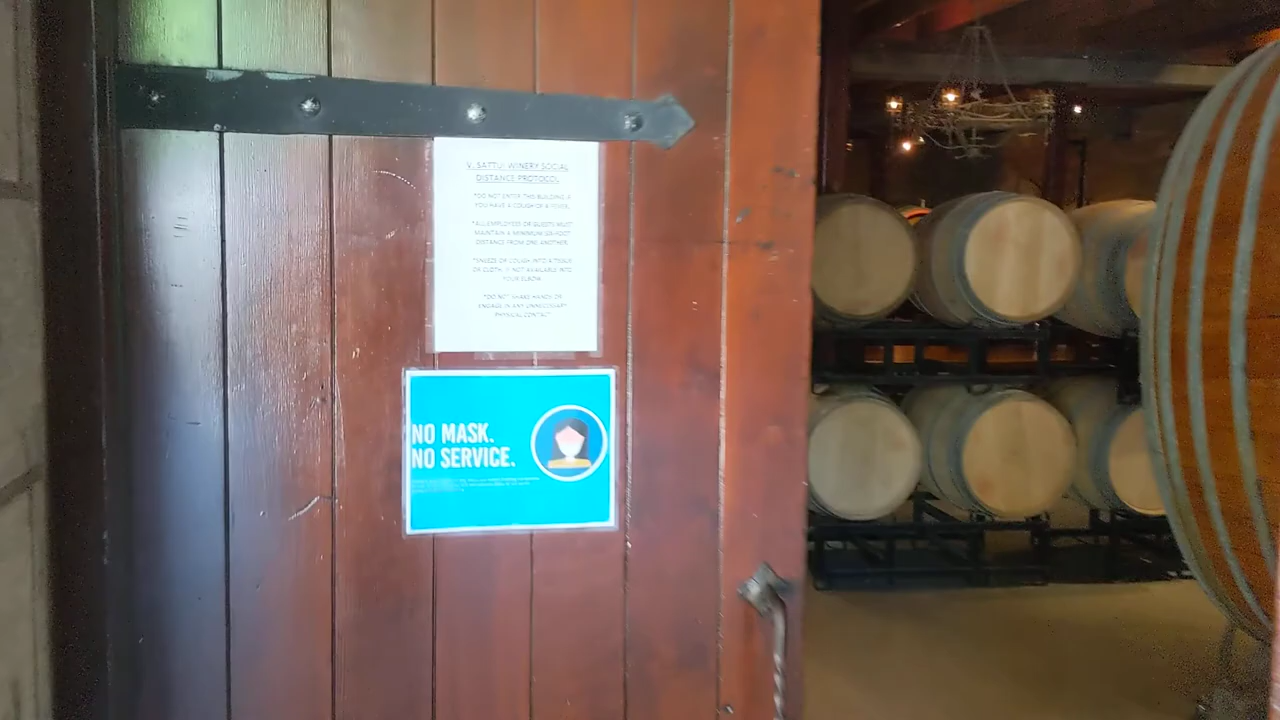 V. SATTUI WINERY SOCIAL
DISTANCE PROTOCOL
*DO NOT ENTER THIS BUILDING IF
YOU HAVE A COUGH OR A FEVER.
*ALL EMPLOYEES OR GUESTS MUST
MAINTAIN A MINIMUM SIX-FOOT
DISTANCE FROM ONE ANOTHER.
*SNEEZE OR COUGH INTO A TISSUE
OR CLOTH, IF NOT AVAILABLE INTO
YOUR ELBOW.
*DO NOT SHAKE HANDS OR
ENGAGE IN ANY UNNECESSARY
PHYSICAL CONTACT.
NO MASK.
NO SERVICE.